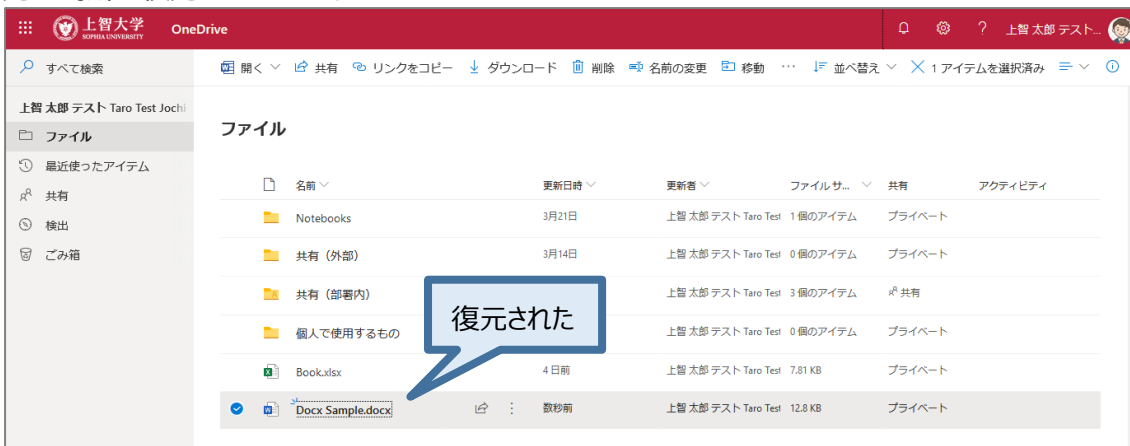 上智大学
SOPHIA UNIVERSITY
OneDrive
? 上智 太郎 テスト...
すべて検索
開く 共有 リンクをコピー ダウンロード 削除 名前の変更 移動 … 並べ替え 1 アイテムを選択済み
上智 太郎 テスト Taro Test Jochi
ファイル
最近使ったアイテム
共有
検出
ごみ箱
ファイル
名前 更新日時 更新者 ファイル サ... 共有 アクティビティ
Notebooks 3月21日 上智 太郎 テスト Taro Test 1 個のアイテム プライベート
共有（外部） 3月14日 上智 太郎 テスト Taro Test 0 個のアイテム プライベート
共有（部署内） 上智 太郎 テスト Taro Test 3 個のアイテム 共有
個人で使用するもの 上智 太郎 テスト Taro Test 0 個のアイテム プライベート
Book.xlsx 4 日前 上智 太郎 テスト Taro Test 7.81 KB プライベート
Docx Sample.docx 数秒前 上智 太郎 テスト Taro Test 12.8 KB プライベート
復元された